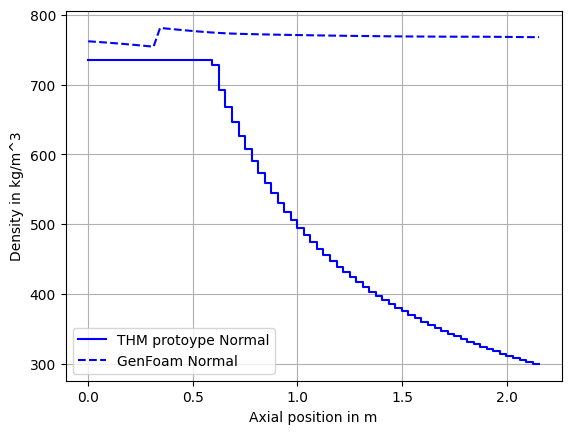 800
700
600
500
400
300
Density in kg/m^3
THM protoype Normal
GenFoam Normal
0.0
0.5
1.0
1.5
2.0
Axial position in m